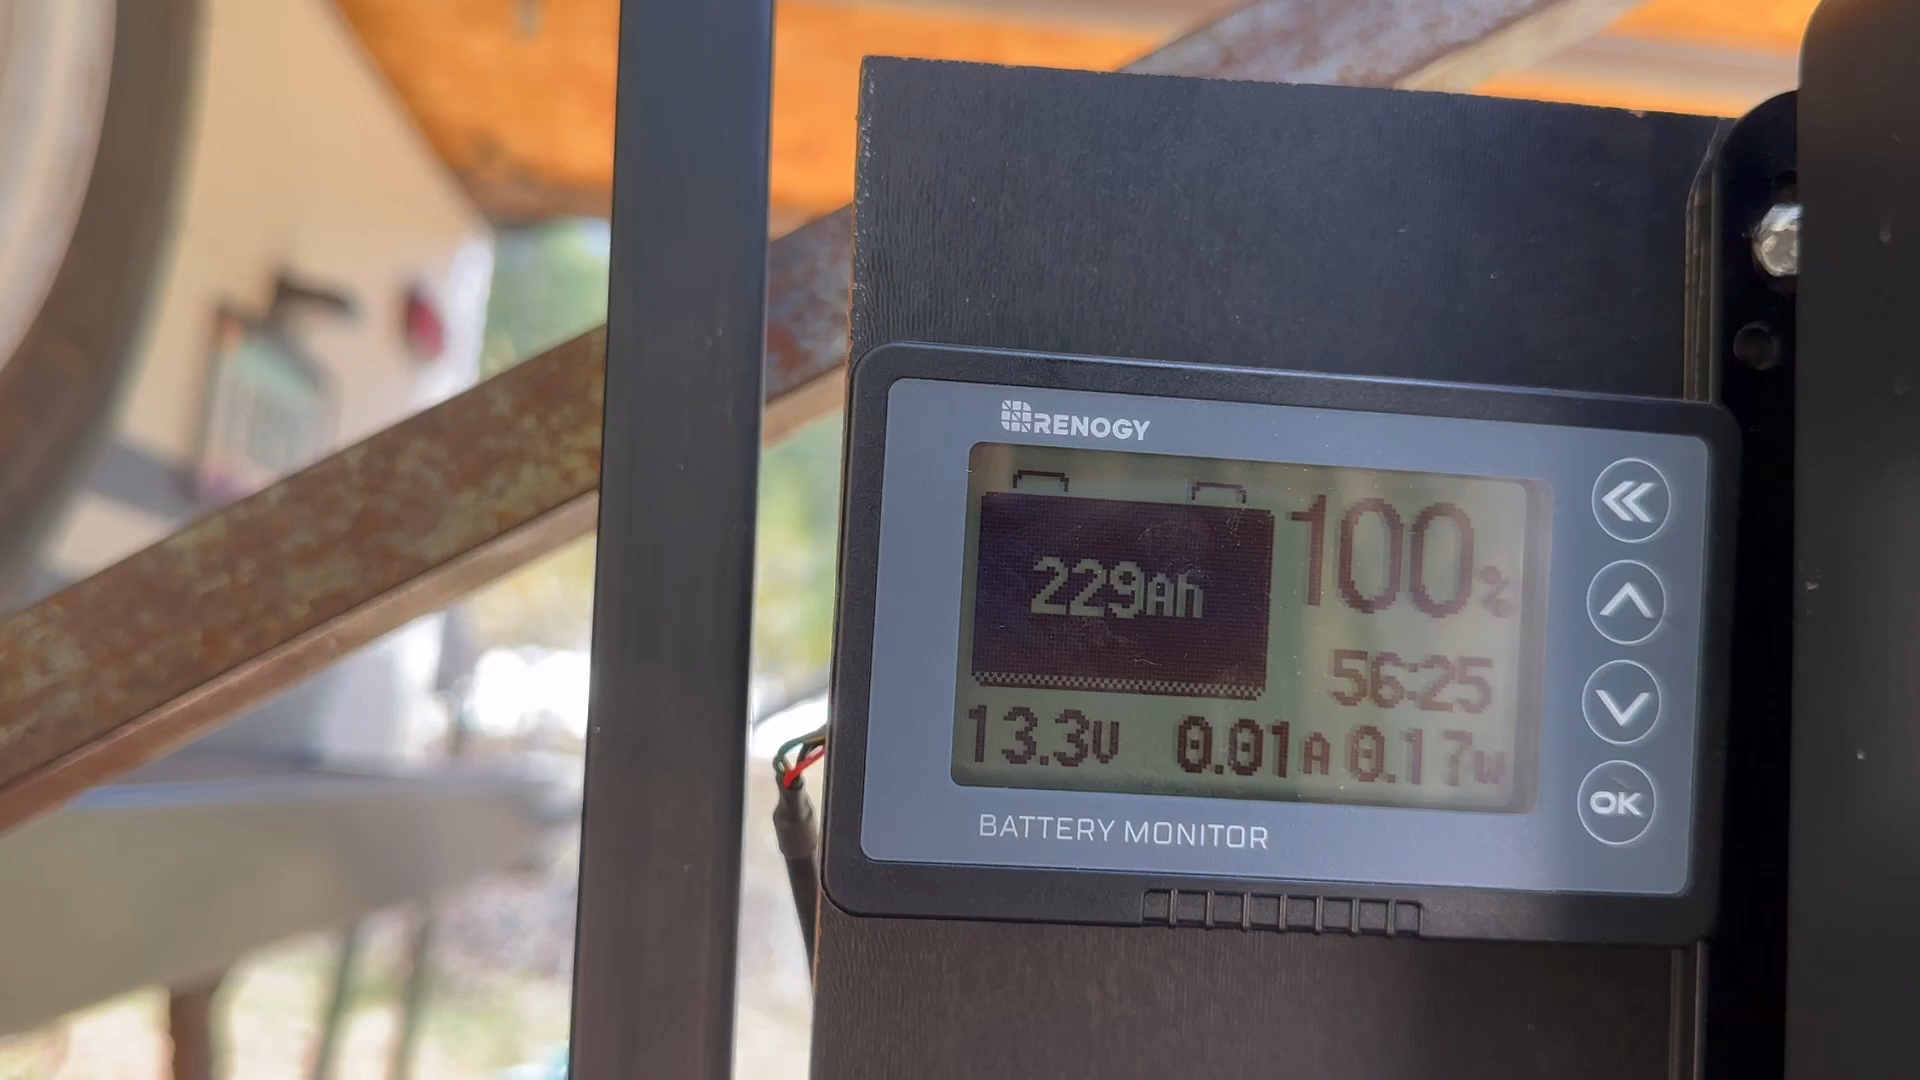 RENOGY
229Ah
100%
56:25
13.3V 0.01A 0.17W
BATTERY MONITOR
OK